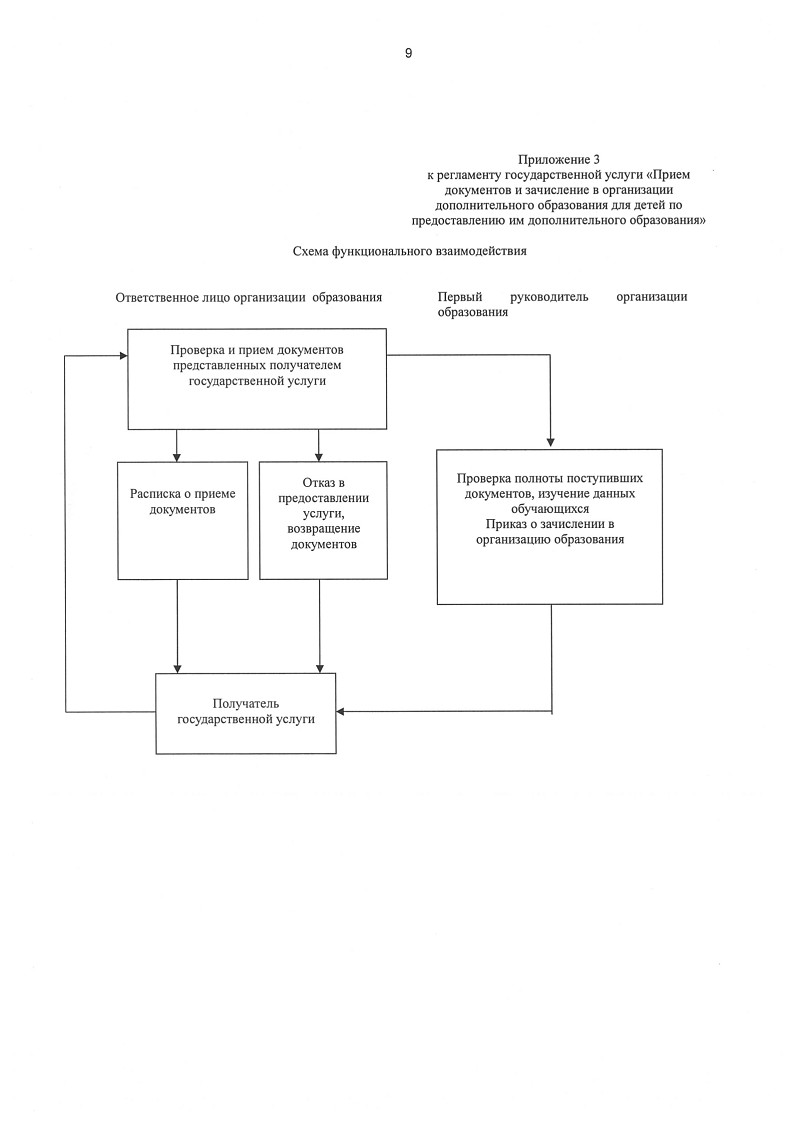 9
Приложение 3
к регламенту государственной услуги «Прием
документов и зачисление в организации
дополнительного образования для детей по
предоставлению им дополнительного образования»
Схема функционального взаимодействия
Ответственное лицо организации образования
Первый руководитель организации
образования
Проверка и прием документов
представленных получателем
государственной услуги
Расписка о приеме
документов
Отказ в
предоставлении
услуги,
возвращение
документов
Проверка полноты поступивших
документов, изучение данных
обучающихся
Приказ о зачислении в
организацию образования
Получатель
государственной услуги